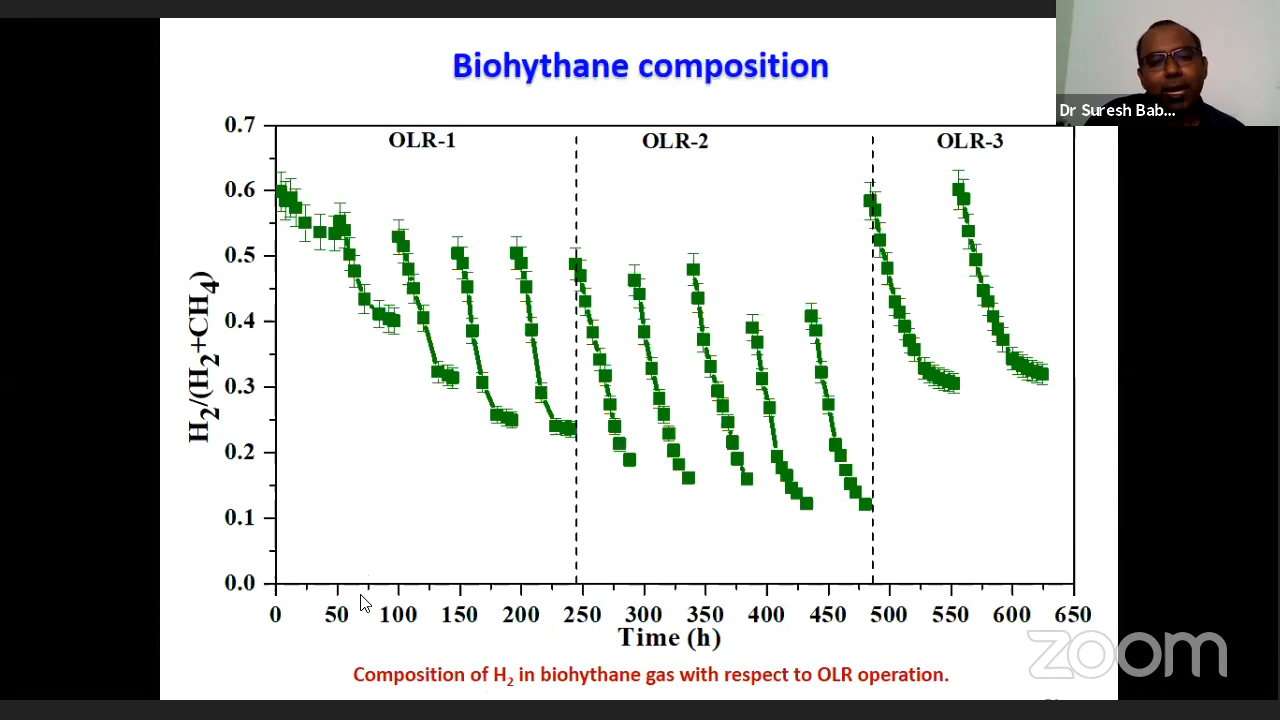 Biohythane composition
Dr Suresh Bab...
OLR-1 OLR-2 OLR-3
H2/(H2+CH4)
0.7
0.6
0.5
0.4
0.3
0.2
0.1
0.0
0 50 100 150 200 250 300 350 400 450 500 550 600 650
Time (h)
zoom
Composition of H2 in biohythane gas with respect to OLR operation.